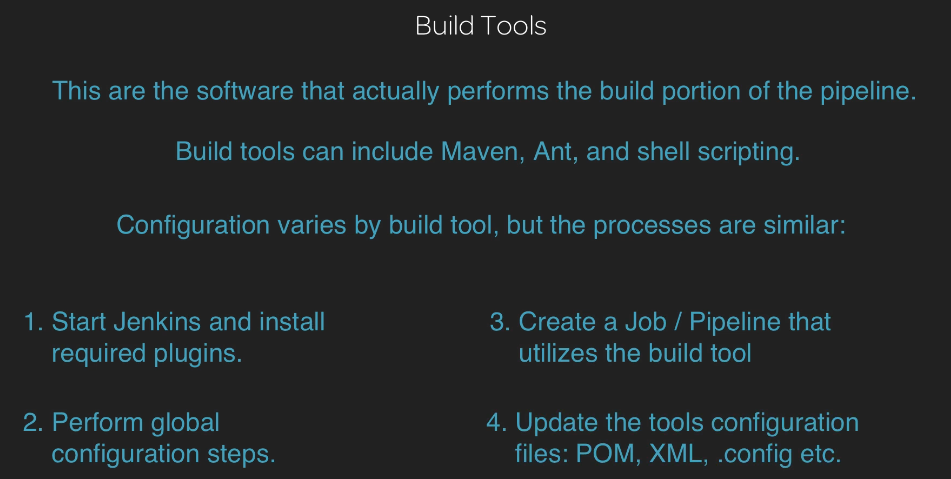 Build Tools
This are the software that actually performs the build portion of the pipeline.
Build tools can include Maven, Ant, and shell scripting.
Configuration varies by build tool, but the processes are similar:
1. Start Jenkins and install
required plugins.
2. Perform global
configuration steps.
3. Create a Job / Pipeline that
utilizes the build tool
4. Update the tools configuration
files: POM, XML, .config etc.